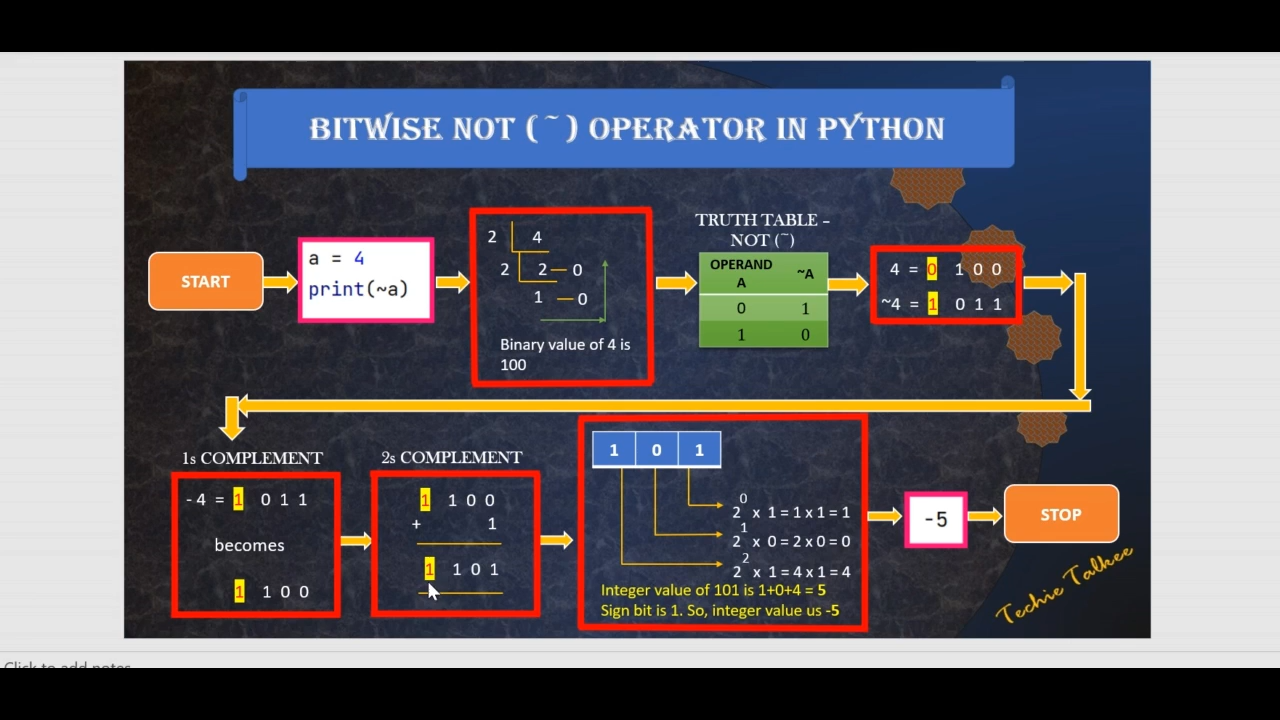 BITWISE NOT ( ~ ) OPERATOR IN PYTHON
START
a = 4
print(~a)
2 4
2 2 — 0
1 — 0
Binary value of 4 is
100
TRUTH TABLE –
NOT (~)
OPERAND
A ~A
0 1
1 0
4 = 0 1 0 0
~4 = 1 0 1 1
1s COMPLEMENT
-4 = 1 0 1 1
becomes
1 1 0 0
2s COMPLEMENT
1 1 0 0
+ 1
1 1 0 1
1 0 1
2^0 x 1 = 1 x 1 = 1
2^1 x 0 = 2 x 0 = 0
2^2 x 1 = 4 x 1 = 4
Integer value of 101 is 1+0+4 = 5
Sign bit is 1. So, integer value us -5
-5
STOP
Techie Talkee
Click to add notes